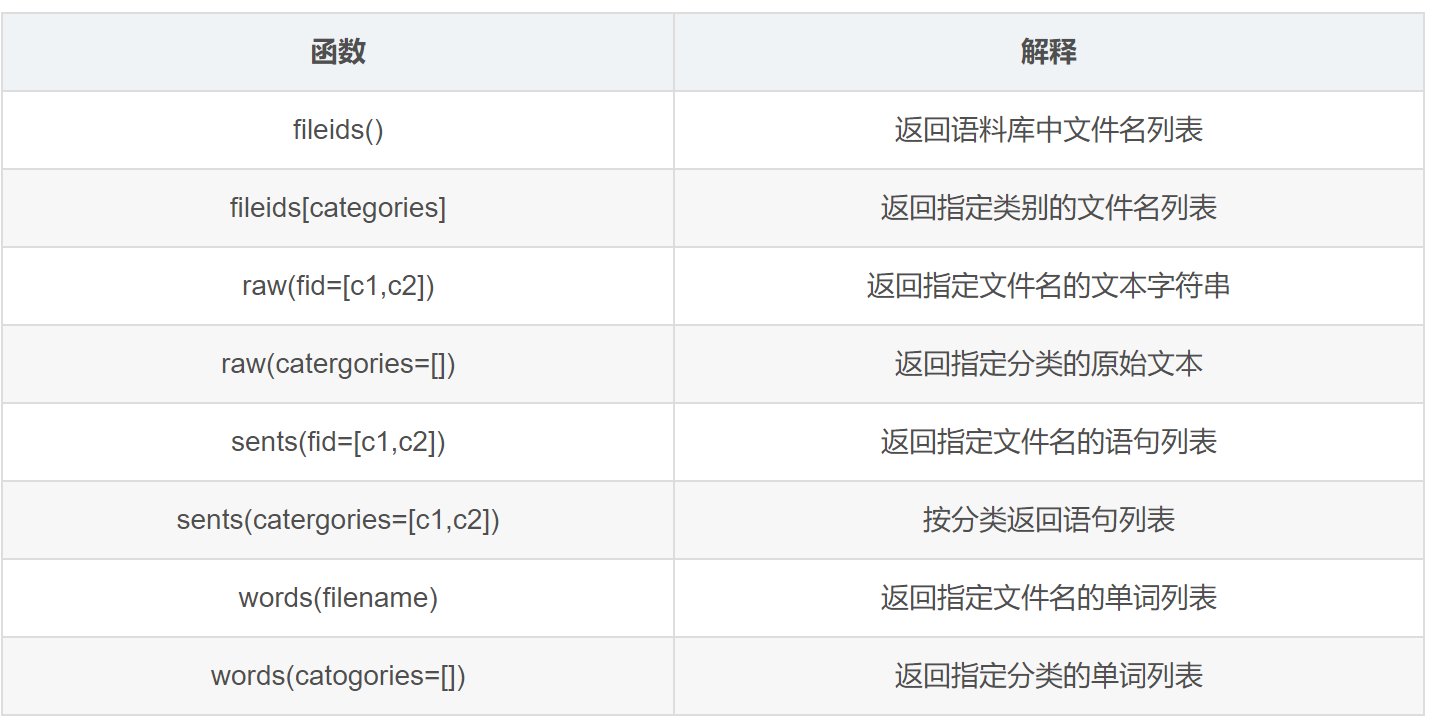 函数 解释
fileids() 返回语料库中文件名列表
fileids[categories] 返回指定类别的文件名列表
raw(fid=[c1,c2]) 返回指定文件名的文本字符串
raw(catergories=[]) 返回指定分类的原始文本
sents(fid=[c1,c2]) 返回指定文件名的语句列表
sents(catergories=[c1,c2]) 按分类返回语句列表
words(filename) 返回指定文件名的单词列表
words(catogories=[]) 返回指定分类的单词列表